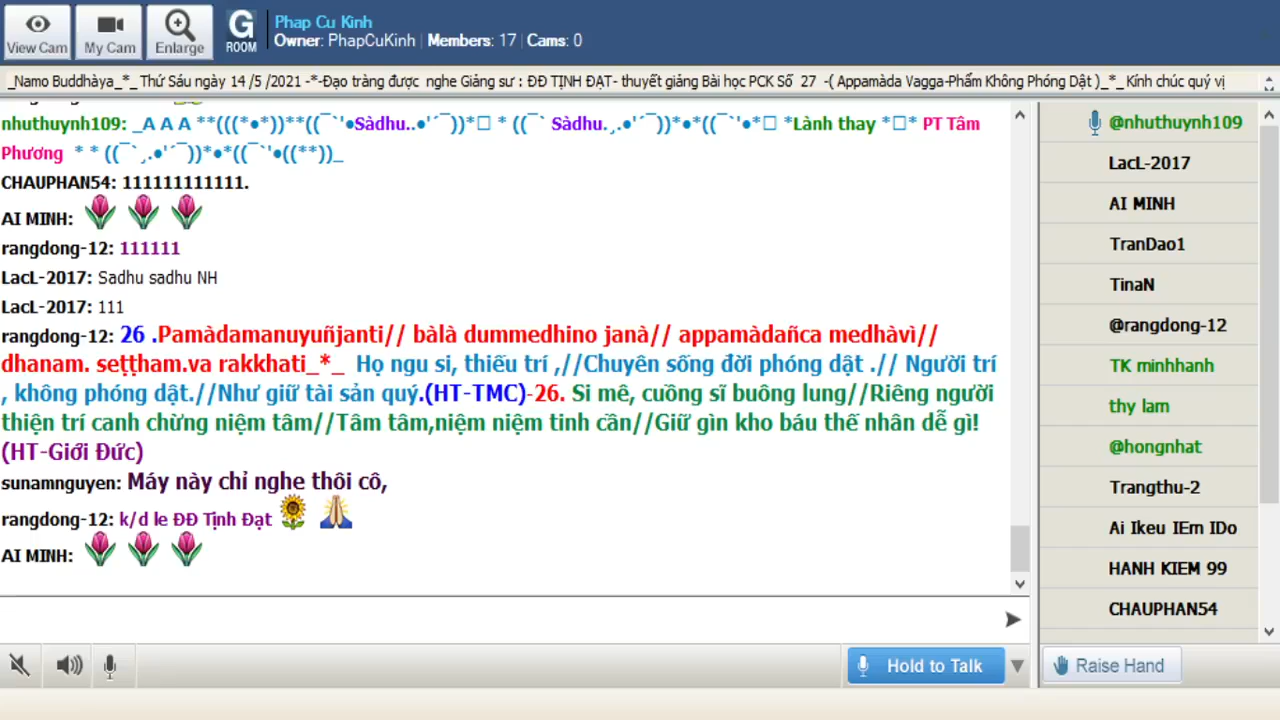 View Cam
My Cam
Enlarge
G
ROOM
Phap Cu Kinh
Owner: PhapCuKinh | Members: 17 | Cams: 0
_Namo Buddhàya_*_ Thứ Sáu ngày 14 /5 /2021 -*-Đạo tràng được nghe Giảng sư : ĐĐ TỊNH ĐẠT- thuyết giảng Bài học PCK Số 27 -( Appamàda Vagga-Phẩm Không Phóng Dật )_*_ Kính chúc quý vị
nhuthuynh109: _A A A **(((*•*))**((¯`'•Sàdhu..•'´¯))*□ * ((¯` Sàdhu.¸.•'´¯))*•*((¯`'•*□ *Lành thay *□* PT Tâm
Phương * * ((¯`¸.•'´¯))*•*((¯`'•((**))_
CHAUPHAN54: 111111111111.
AI MINH:
rangdong-12: 111111
LacL-2017: Sadhu sadhu NH
LacL-2017: 111
rangdong-12: 26 .Pamàdamanuyuñjanti// bàlà dummedhino janà// appamàdañca medhàvì//
dhanam. seṭṭham.va rakkhati_*_ Họ ngu si, thiếu trí ,//Chuyên sống đời phóng dật .// Người trí
, không phóng dật.//Như giữ tài sản quý.(HT-TMC)-26. Si mê, cuồng sĩ buông lung//Riêng người
thiện trí canh chừng niệm tâm//Tâm tâm,niệm niệm tinh cần//Giữ gìn kho báu thế nhân dễ gì!
(HT-Giới Đức)
sunamnguyen: Máy này chỉ nghe thôi cô,
rangdong-12: k/d le ĐĐ Tịnh Đạt
AI MINH:
@nhuthuynh109
LacL-2017
AI MINH
TranDao1
TinaN
@rangdong-12
TK minhhanh
thy lam
@hongnhat
Trangthu-2
Ai Ikeu IEm IDo
HANH KIEM 99
CHAUPHAN54
Hold to Talk
Raise Hand